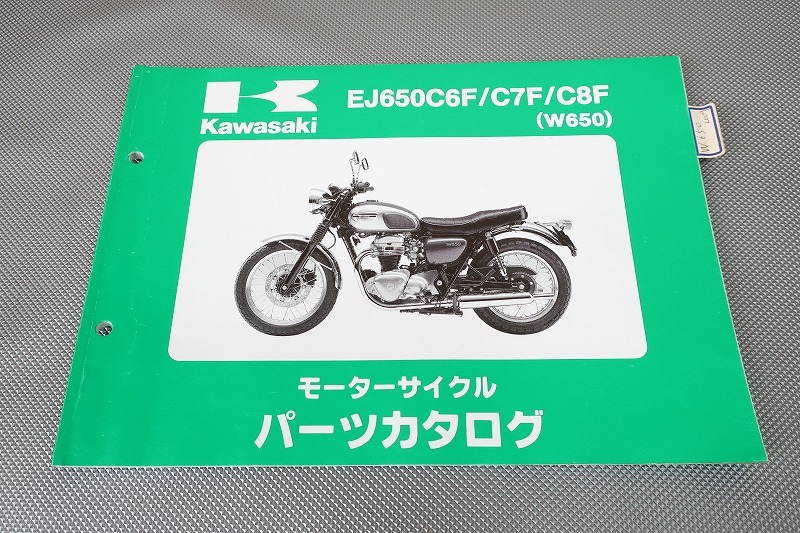 Kawasaki
EJ650C6F/C7F/C8F
(W650)
W650
W650
モーターサイクル
パーツカタログ